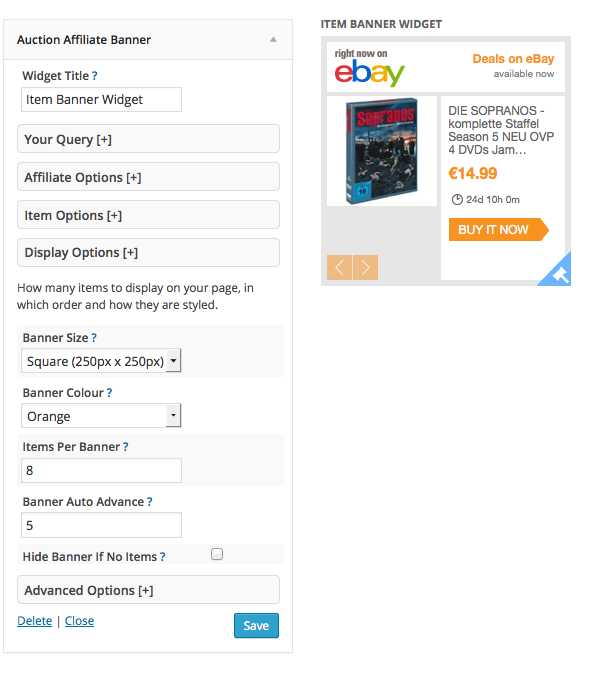 Auction Affiliate Banner
Widget Title ?
Item Banner Widget
Your Query [+]
Affiliate Options [+]
Item Options [+]
Display Options [+]
How many items to display on your page, in
which order and how they are styled.
Banner Size ?
Square (250px x 250px)
Banner Colour ?
Orange
Items Per Banner ?
8
Banner Auto Advance ?
5
Hide Banner If No Items ?
Advanced Options [+]
Delete | Close
Save
ITEM BANNER WIDGET
right now on
ebay
Deals on eBay
available now
SOPRANOS
DIE SOPRANOS -
komplette Staffel
Season 5 NEU OVP
4 DVDs Jam...
€14.99
24d 10h 0m
BUY IT NOW